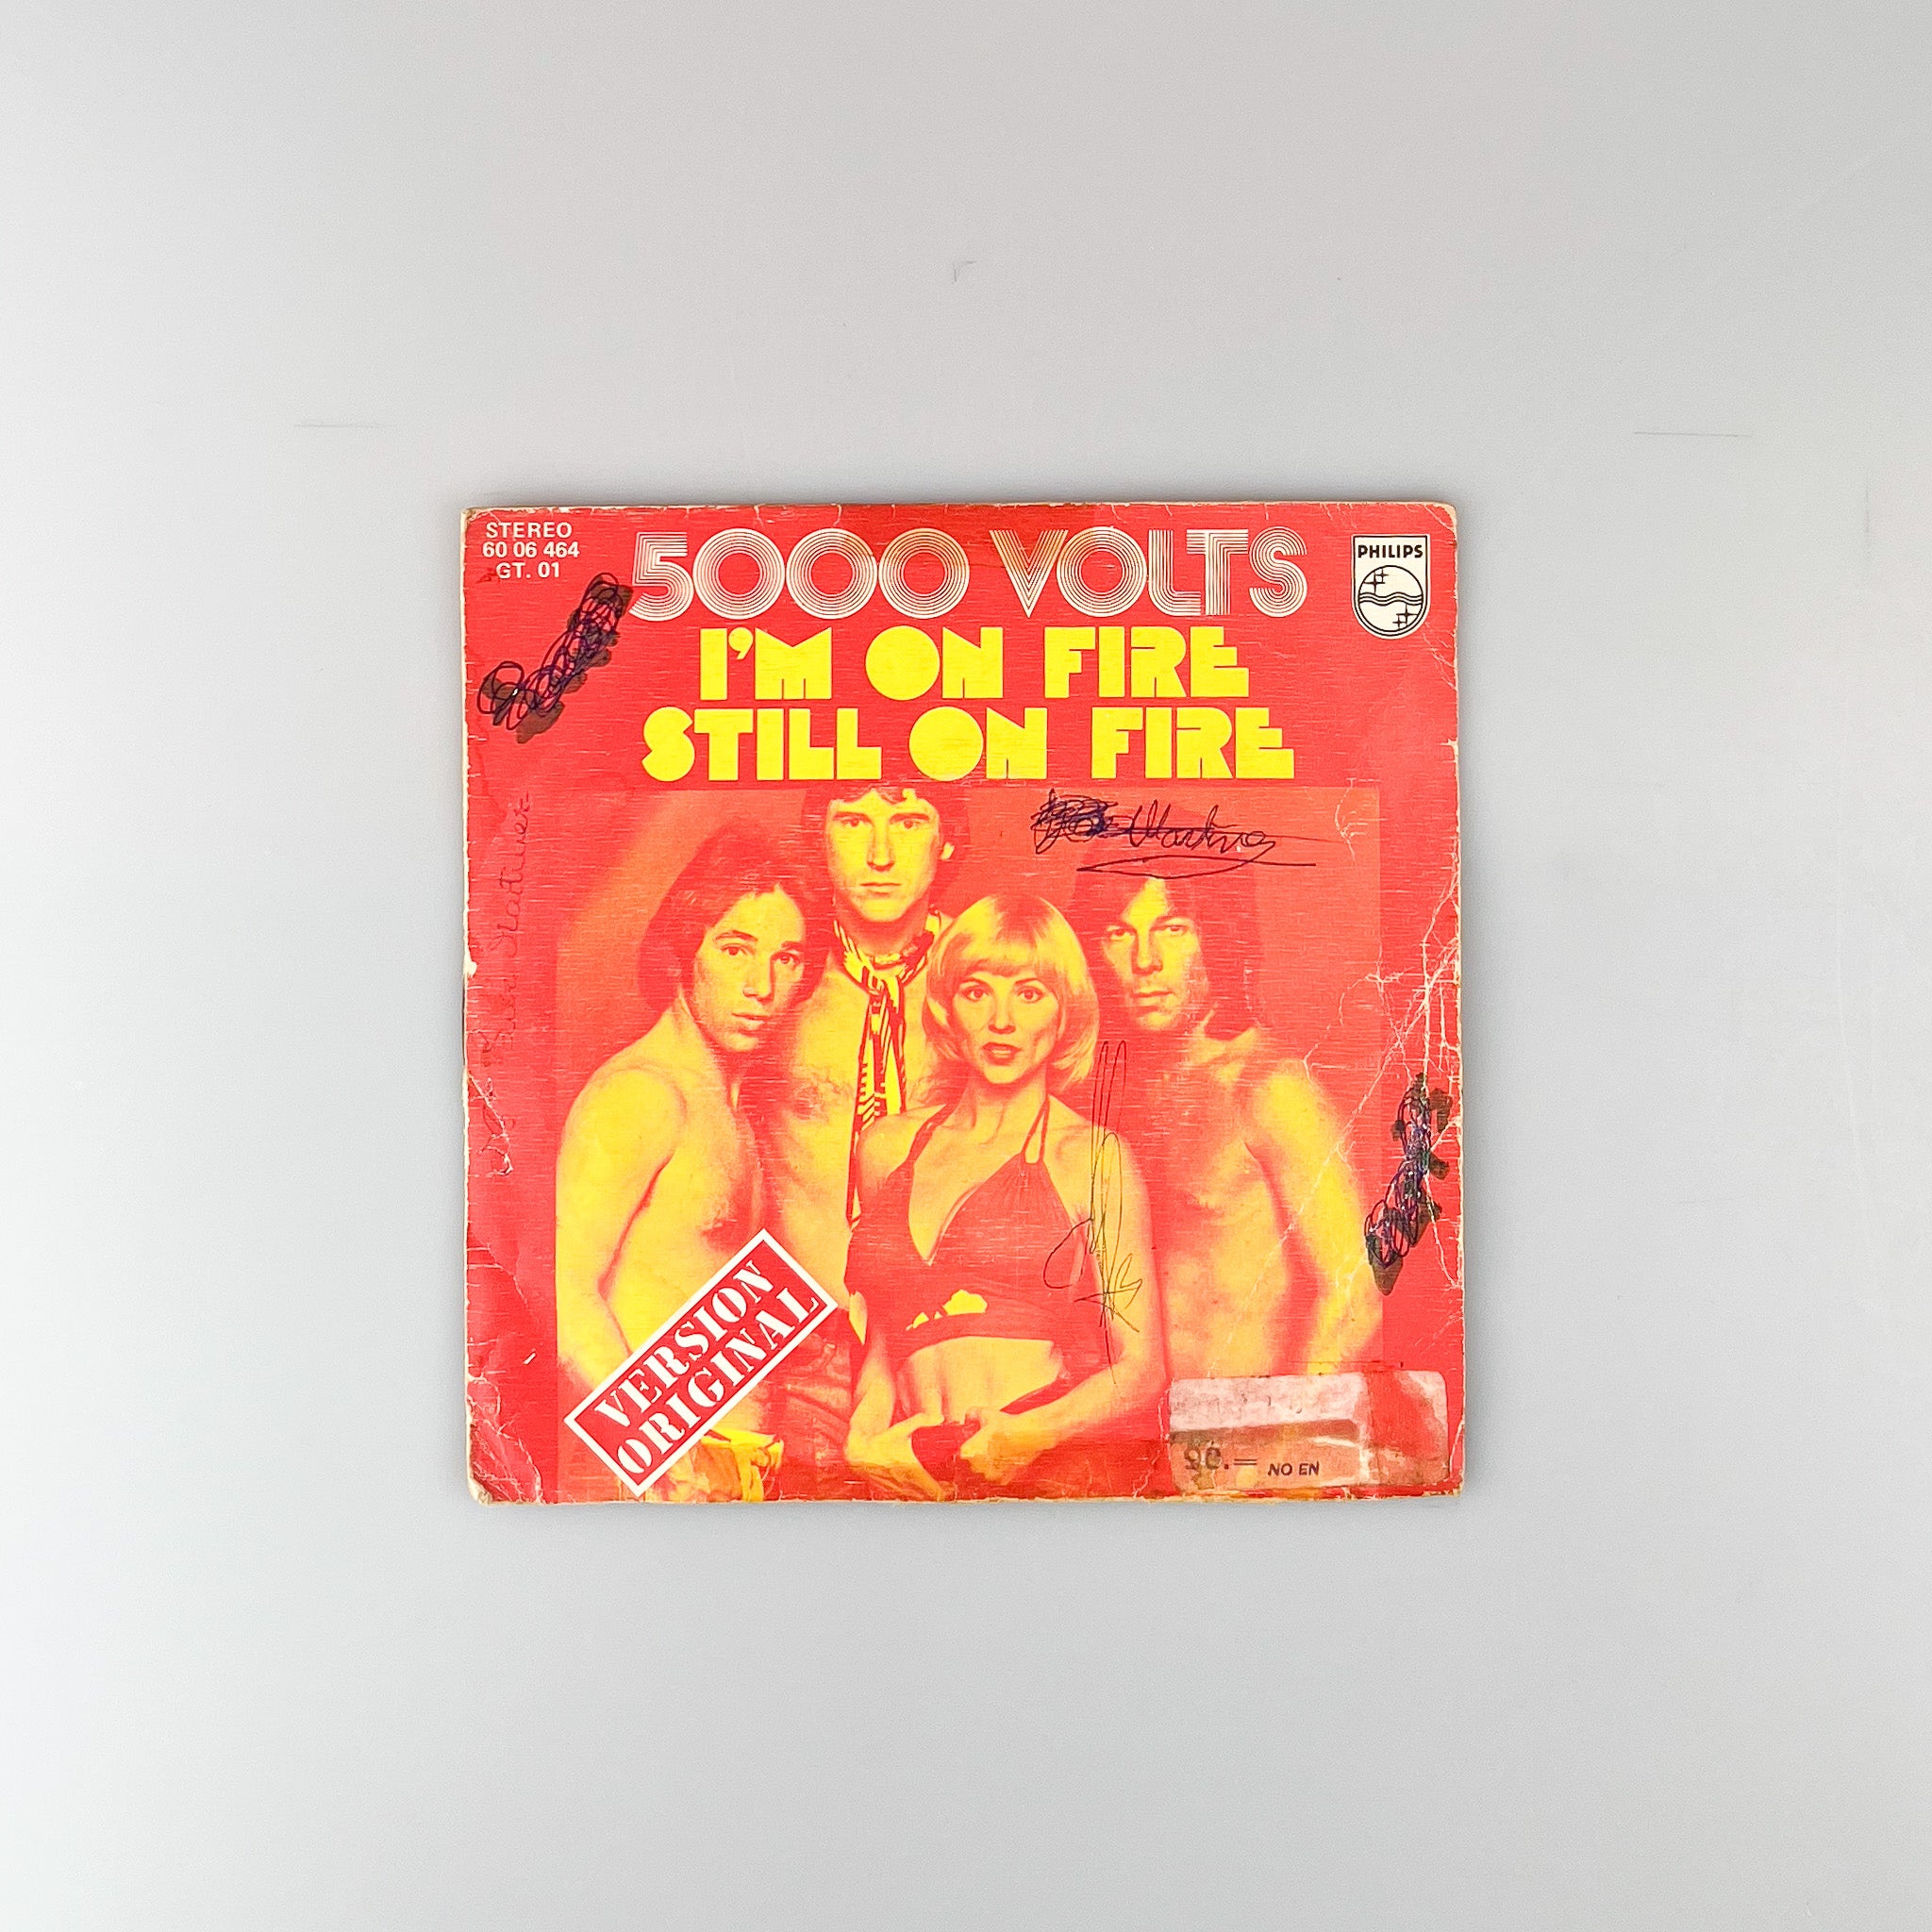 STEREO
60 06 464
GT. 01
5000 VOLTS
PHILIPS
I'M ON FIRE
STILL ON FIRE
VERSION
ORIGINAL
NO EN